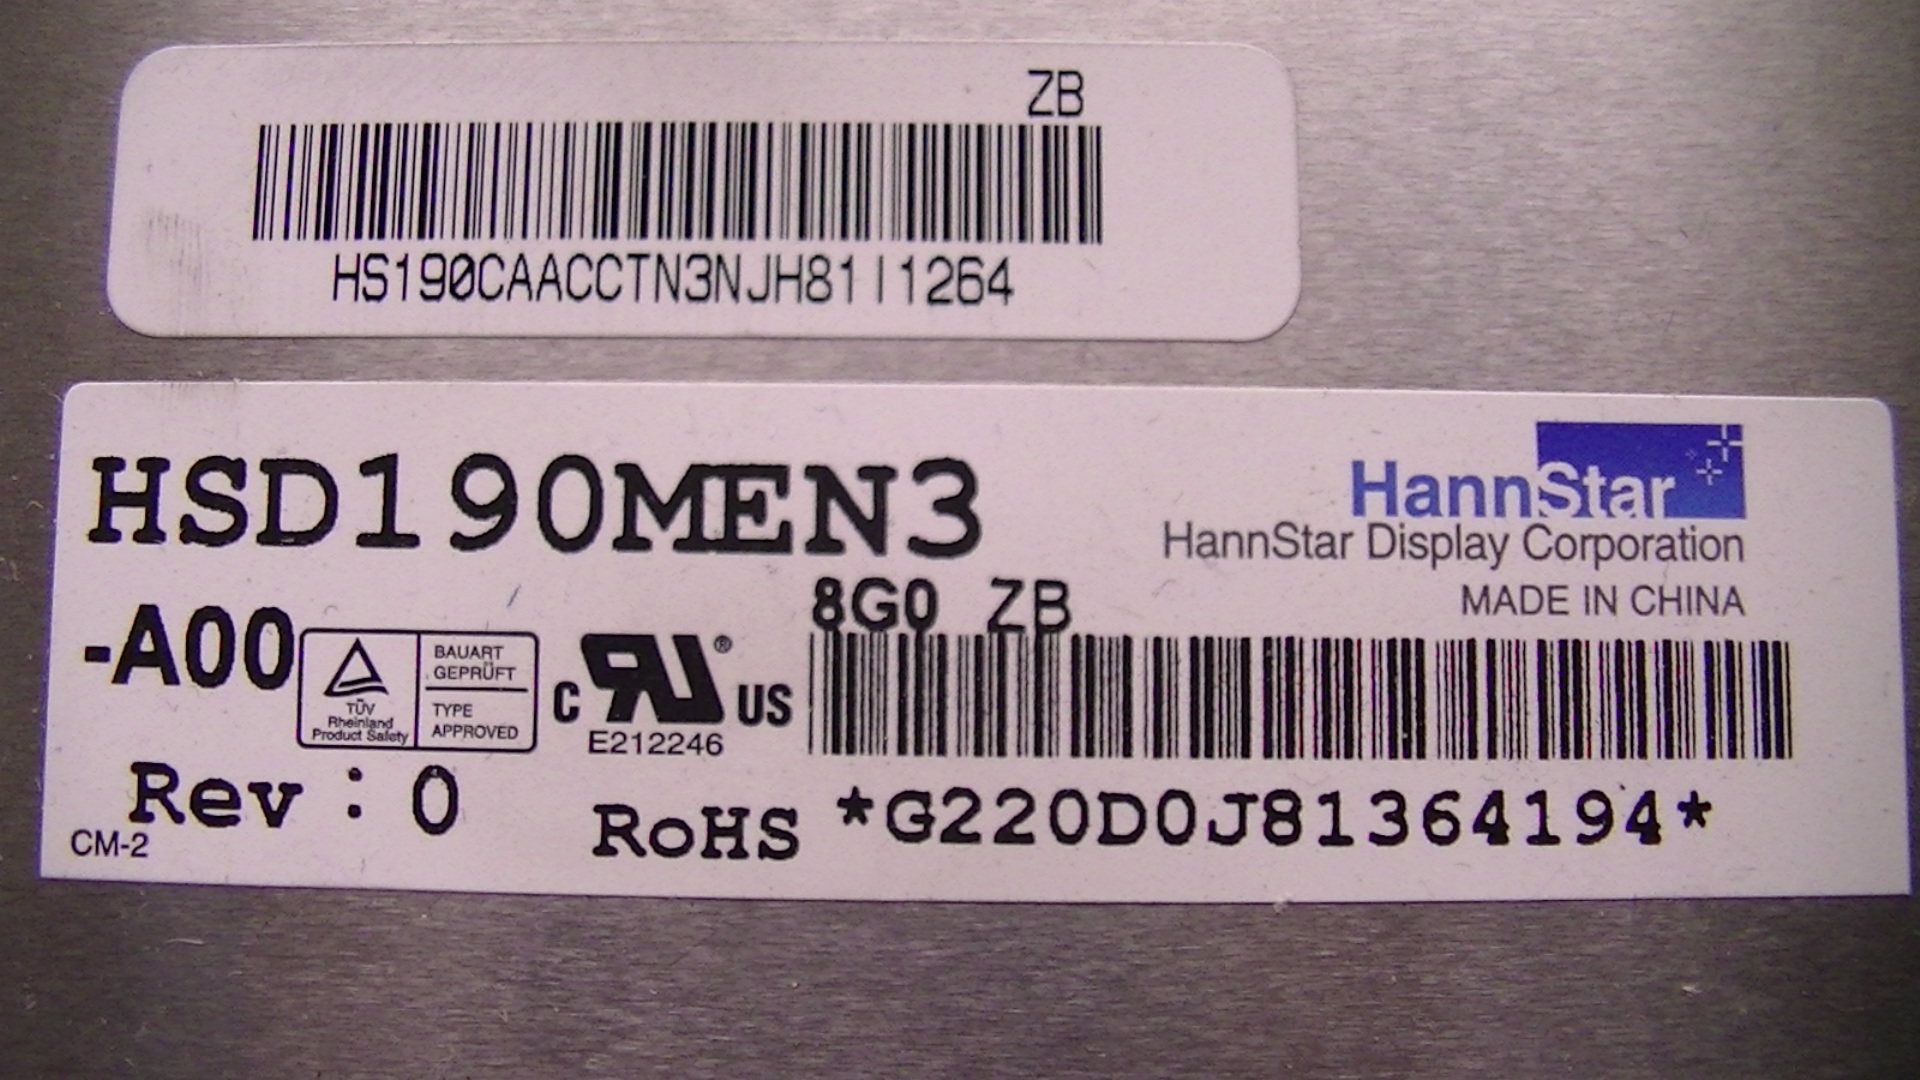 ZB
HS190CAACCTN3NJH81I1264
HSD190MEN3
HannStar
HannStar Display Corporation
MADE IN CHINA
8G0 ZB
-A00
TÜV
Rheinland
Product Safety
BAUART
GEPRÜFT
TYPE
APPROVED
C RU ® US
E212246
Rev : 0
RoHS
*G220D0J81364194*
CM-2